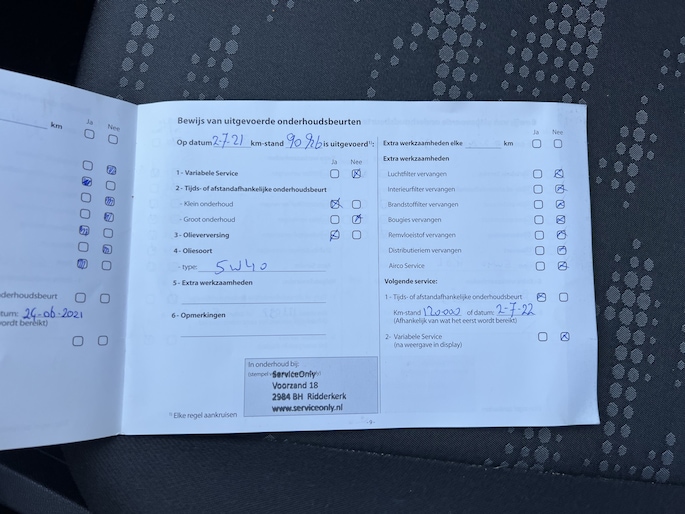 km
Ja Nee
derhoudsbeurt
tum: 24-06-2021
ordt bereikt)
Bewijs van uitgevoerde onderhoudsbeurten
Op datum 2-7-21 km-stand is uitgevoerd¹⁾:
Ja Nee
1 - Variabele Service
2 - Tijds- of afstandafhankelijke onderhoudsbeurt
- Klein onderhoud
- Groot onderhoud
3 - Olieverversing
4 - Oliesoort
- type: 5W40
5 - Extra werkzaamheden
6 - Opmerkingen
In onderhoud bij:
ServiceOnly
Voorzand 18
2984 BH Ridderkerk
www.serviceonly.nl
¹⁾ Elke regel aankruisen
Ja Nee
Extra werkzaamheden elke km
Extra werkzaamheden
Luchtfilter vervangen
Interieurfilter vervangen
Brandstoffilter vervangen
Bougies vervangen
Remvloeistof vervangen
Distributieriem vervangen
Airco Service
Volgende service:
1 - Tijds- of afstandafhankelijke onderhoudsbeurt
Km-stand 120.000 of datum: 2-7-22
(Afhankelijk van wat het eerst wordt bereikt)
2- Variabele Service
(na weergave in display)